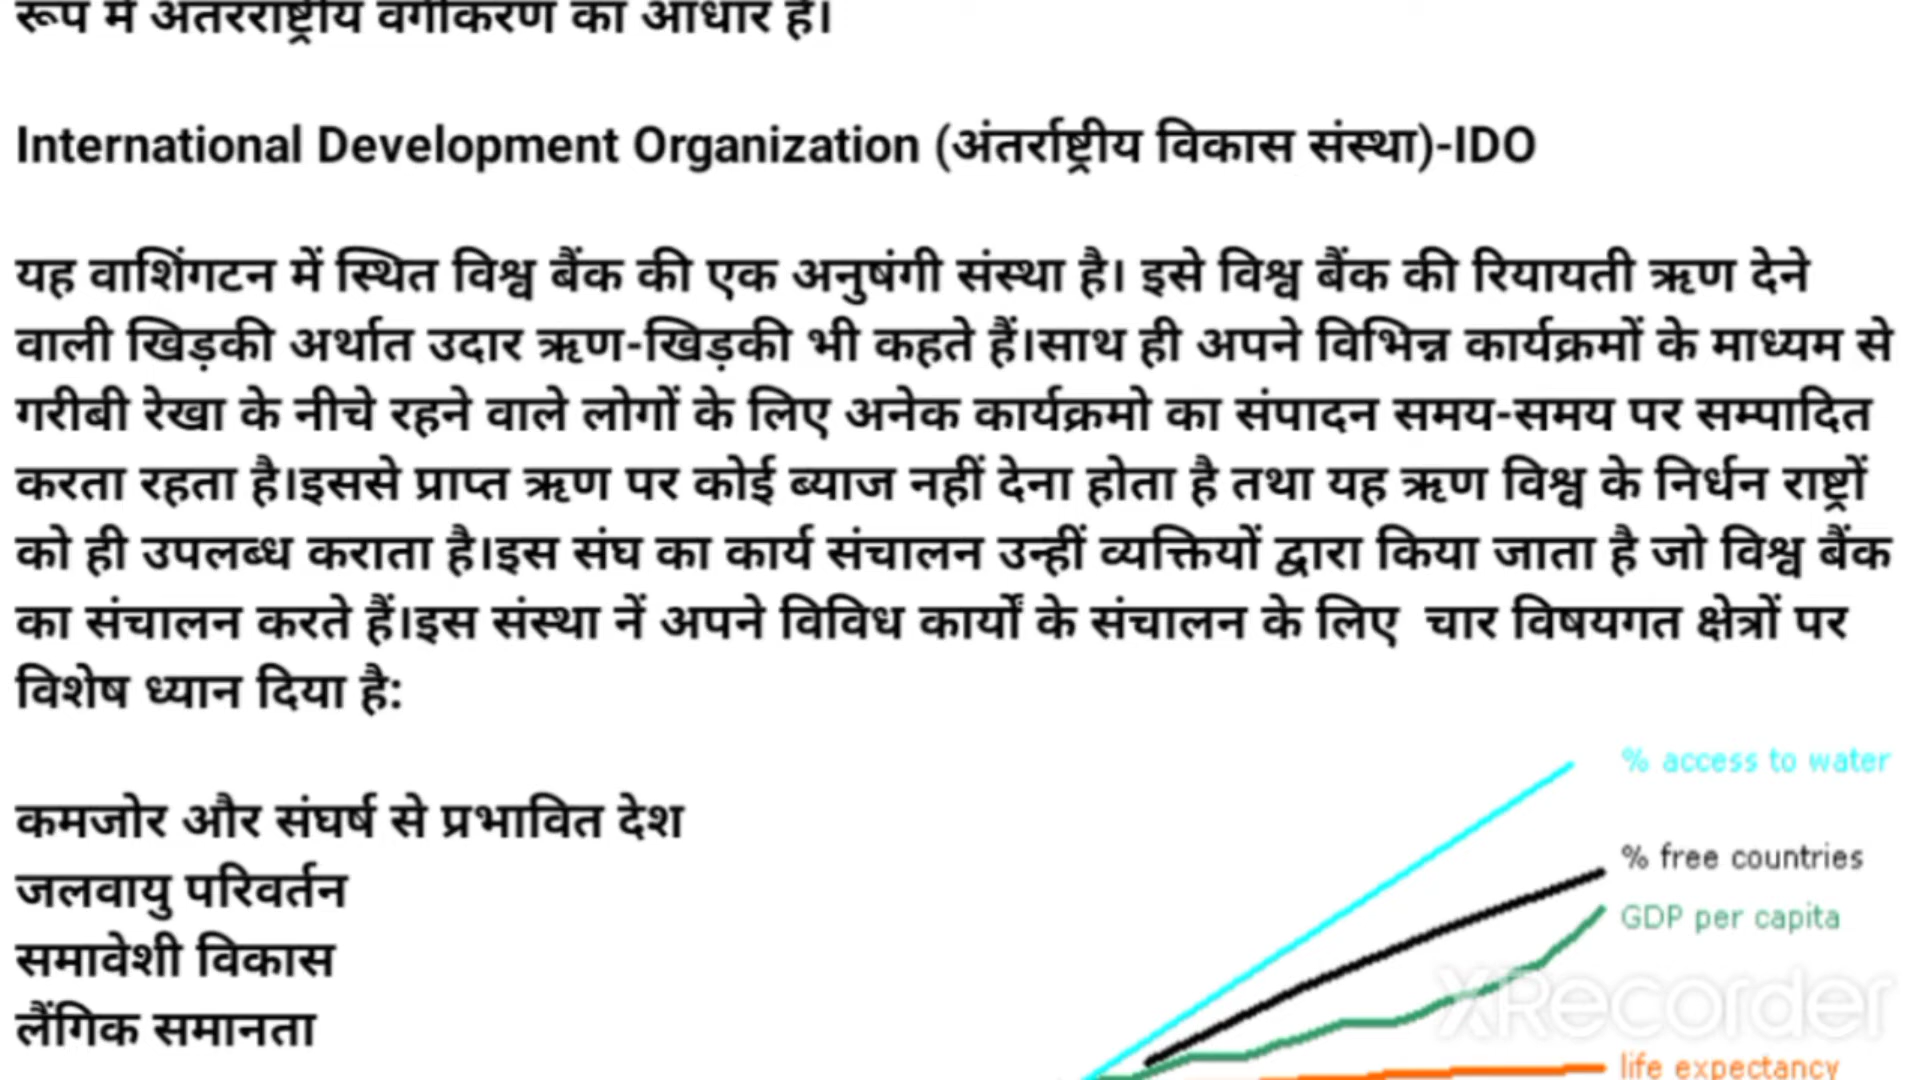 रूप में अंतरराष्ट्रीय वर्गीकरण का आधार है।
International Development Organization (अंतर्राष्ट्रीय विकास संस्था)-IDO
यह वाशिंगटन में स्थित विश्व बैंक की एक अनुषंगी संस्था है। इसे विश्व बैंक की रियायती ऋण देने
वाली खिड़की अर्थात उदार ऋण-खिड़की भी कहते हैं।साथ ही अपने विभिन्न कार्यक्रमों के माध्यम से
गरीबी रेखा के नीचे रहने वाले लोगों के लिए अनेक कार्यक्रमो का संपादन समय-समय पर सम्पादित
करता रहता है।इससे प्राप्त ऋण पर कोई ब्याज नहीं देना होता है तथा यह ऋण विश्व के निर्धन राष्ट्रों
को ही उपलब्ध कराता है।इस संघ का कार्य संचालन उन्हीं व्यक्तियों द्वारा किया जाता है जो विश्व बैंक
का संचालन करते हैं।इस संस्था नें अपने विविध कार्यों के संचालन के लिए  चार विषयगत क्षेत्रों पर
विशेष ध्यान दिया है:
कमजोर और संघर्ष से प्रभावित देश
जलवायु परिवर्तन
समावेशी विकास
लैंगिक समानता
% access to water
% free countries
GDP per capita
XRecorder
life expectancy